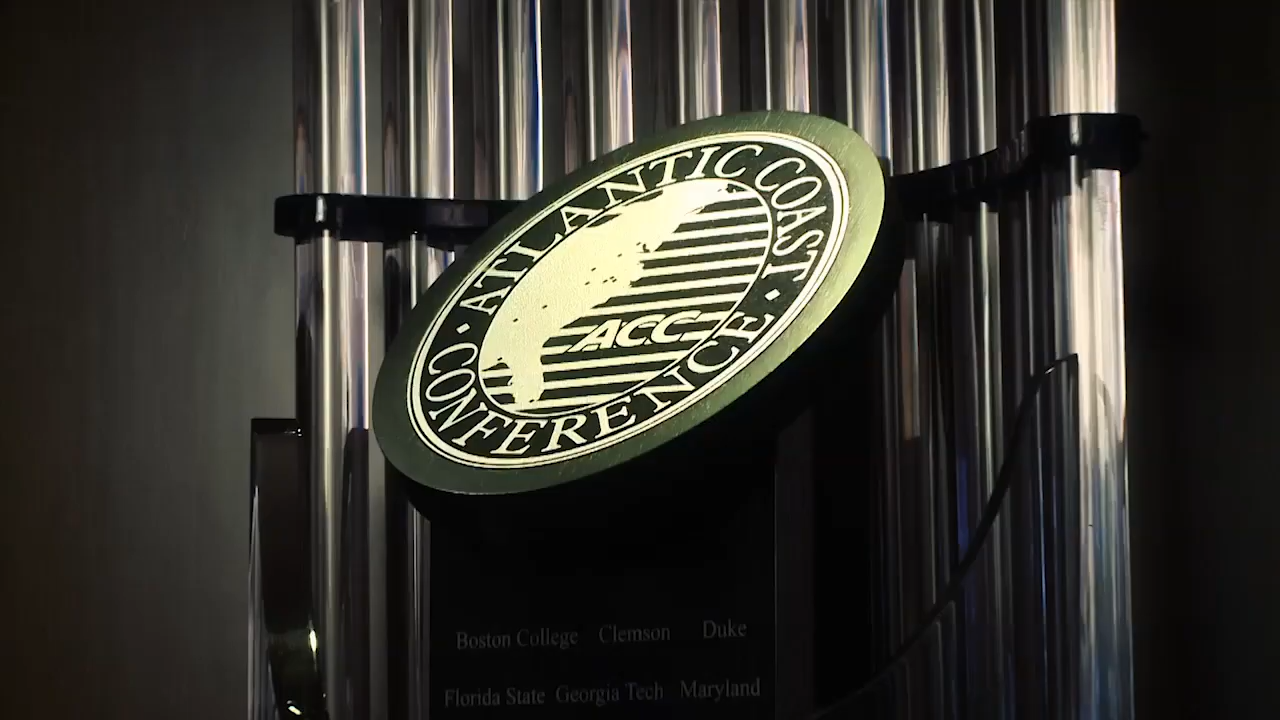 · ATLANTIC COAST ·
CONFERENCE
ACC
Boston College Clemson Duke
Florida State Georgia Tech Maryland